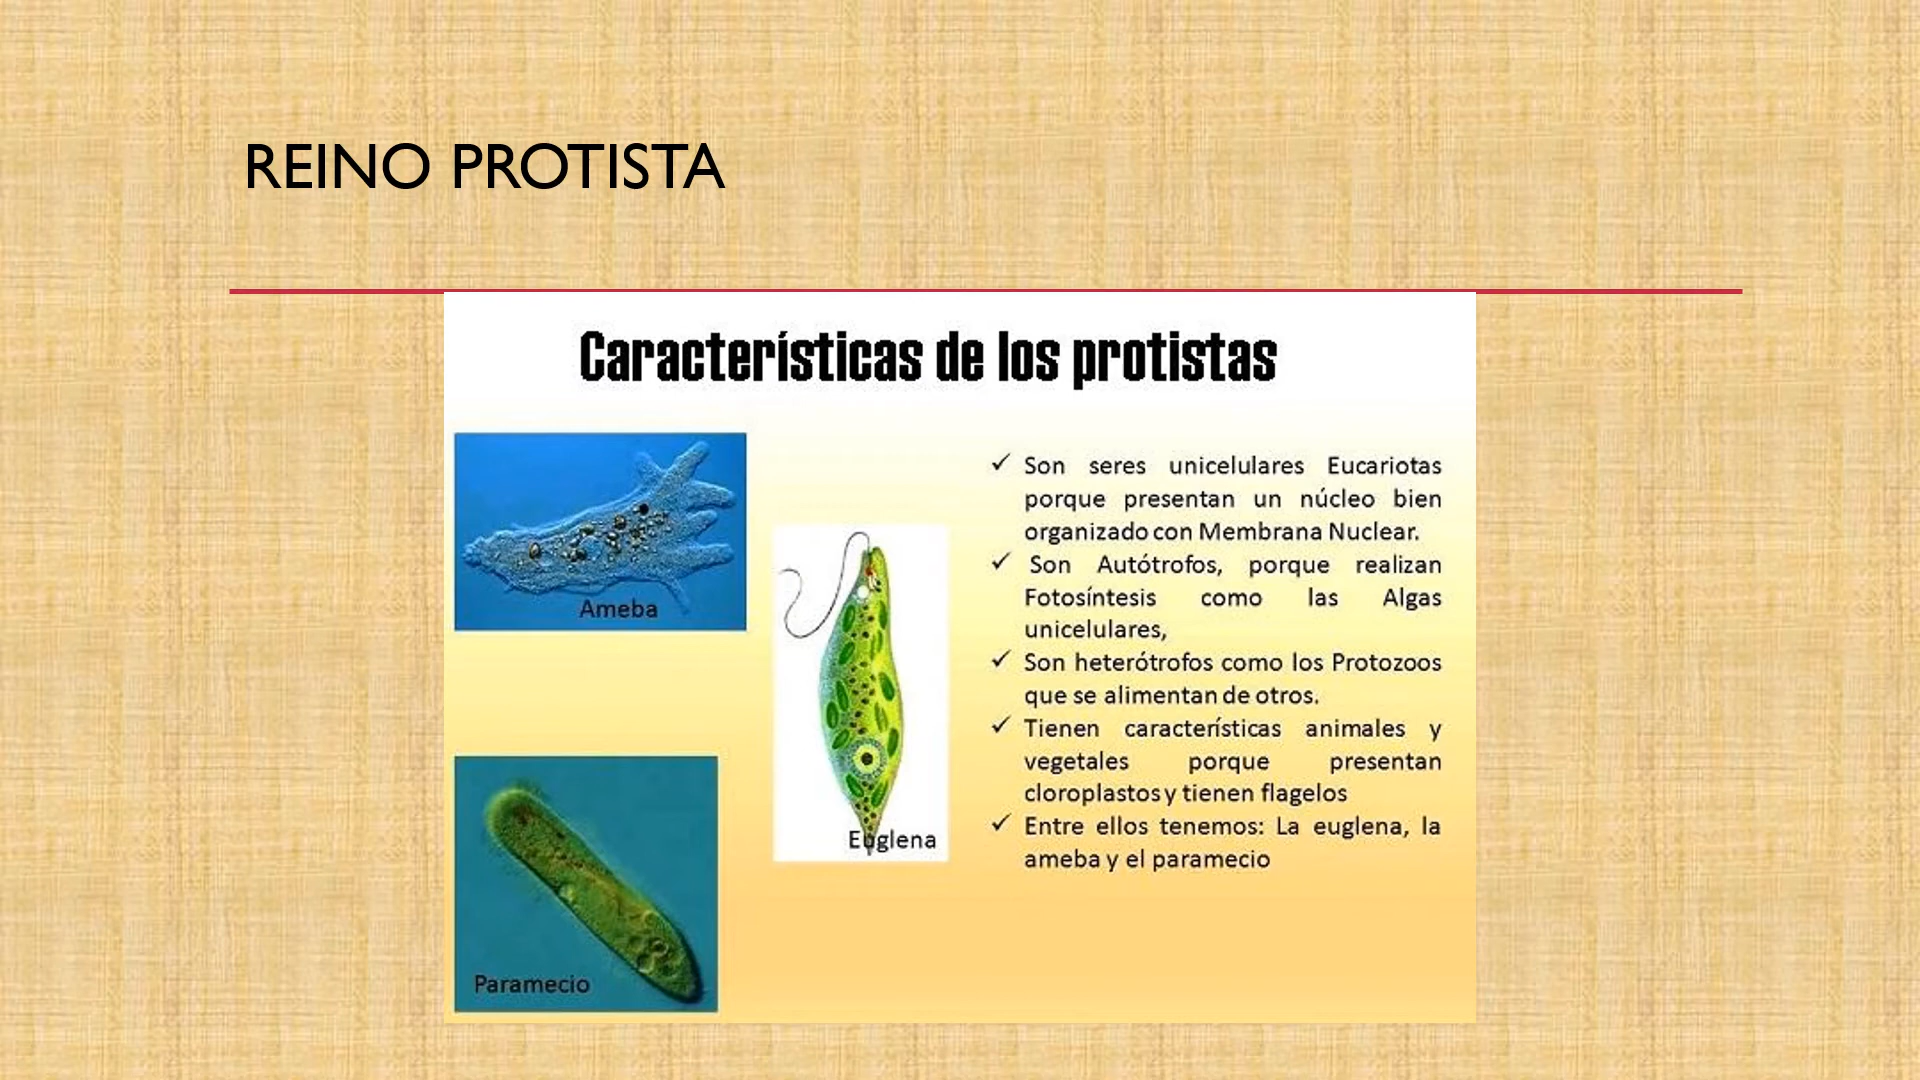 REINO PROTISTA
Características de los protistas
Ameba
Euglena
Paramecio
✓ Son seres unicelulares Eucariotas
porque presentan un núcleo bien
organizado con Membrana Nuclear.
✓ Son Autótrofos, porque realizan
Fotosíntesis como las Algas
unicelulares,
✓ Son heterótrofos como los Protozoos
que se alimentan de otros.
✓ Tienen características animales y
vegetales porque presentan
cloroplastos y tienen flagelos
✓ Entre ellos tenemos: La euglena, la
ameba y el paramecio